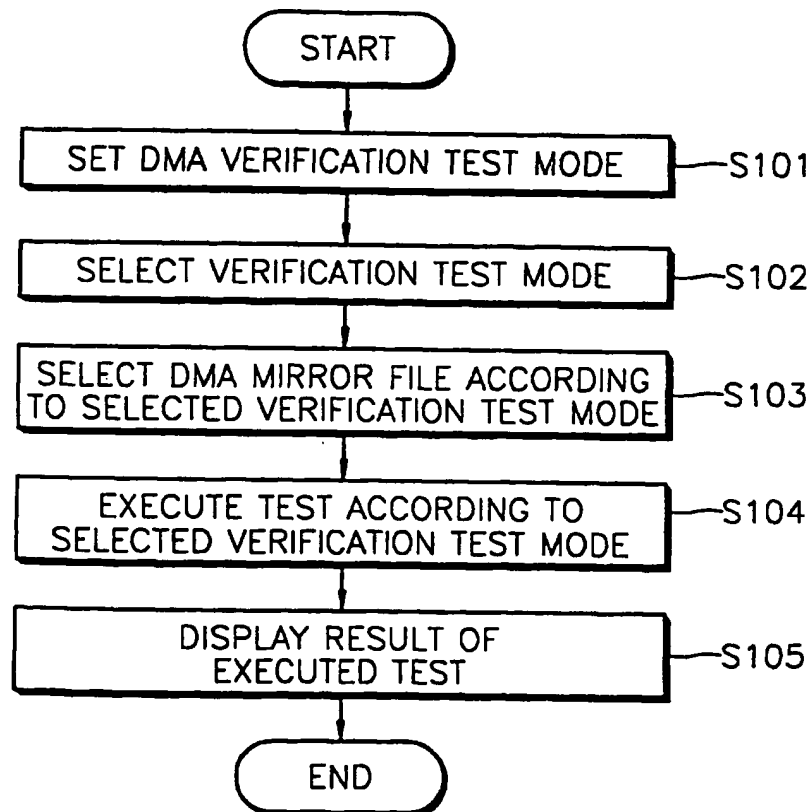 START
SET DMA VERIFICATION TEST MODE
S101
SELECT VERIFICATION TEST MODE
S102
SELECT DMA MIRROR FILE ACCORDING
TO SELECTED VERIFICATION TEST MODE
S103
EXECUTE TEST ACCORDING TO
SELECTED VERIFICATION TEST MODE
S104
DISPLAY RESULT OF
EXECUTED TEST
S105
END